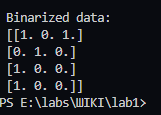 Binarized data:
[[1. 0. 1.]
[0. 1. 0.]
[1. 0. 0.]
[1. 0. 0.]]
PS E:\labs\WIKI\lab1>